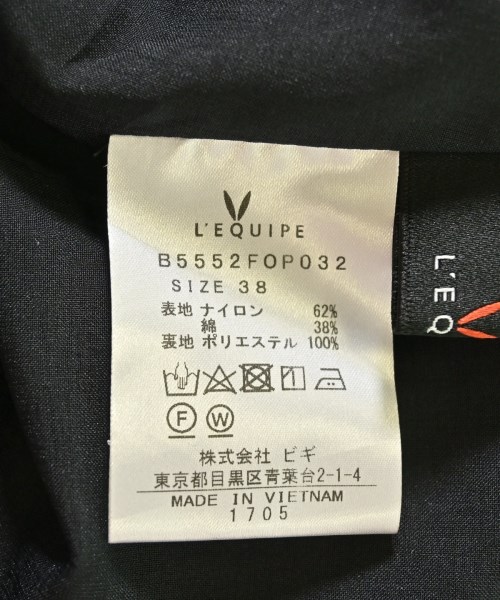 L'EQUIPE
B5552FOP032
SIZE 38
表地 ナイロン 62%
綿 38%
裏地 ポリエステル 100%
F W
株式会社 ビギ
東京都目黒区青葉台2-1-4
MADE IN VIETNAM
1705
L'EQ